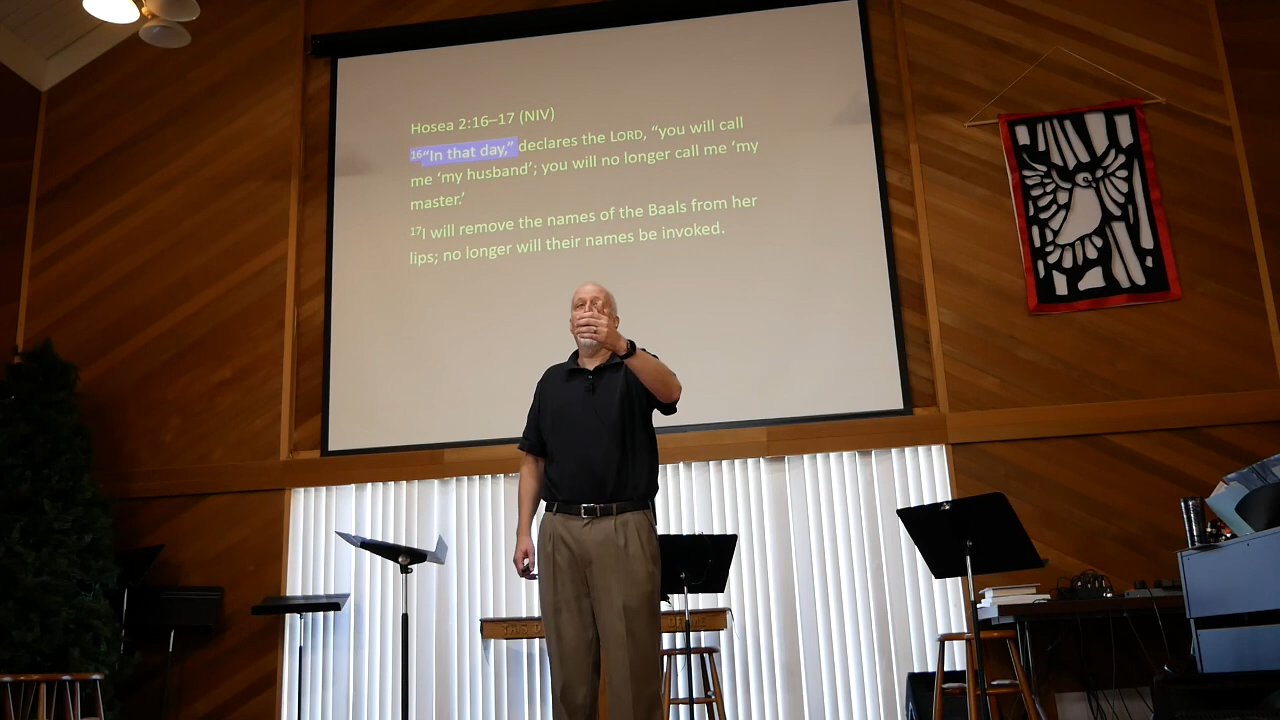 Hosea 2:16–17 (NIV)
16“In that day,” declares the LORD, “you will call
me ‘my husband’; you will no longer call me ‘my
master.’
17I will remove the names of the Baals from her
lips; no longer will their names be invoked.
THIS